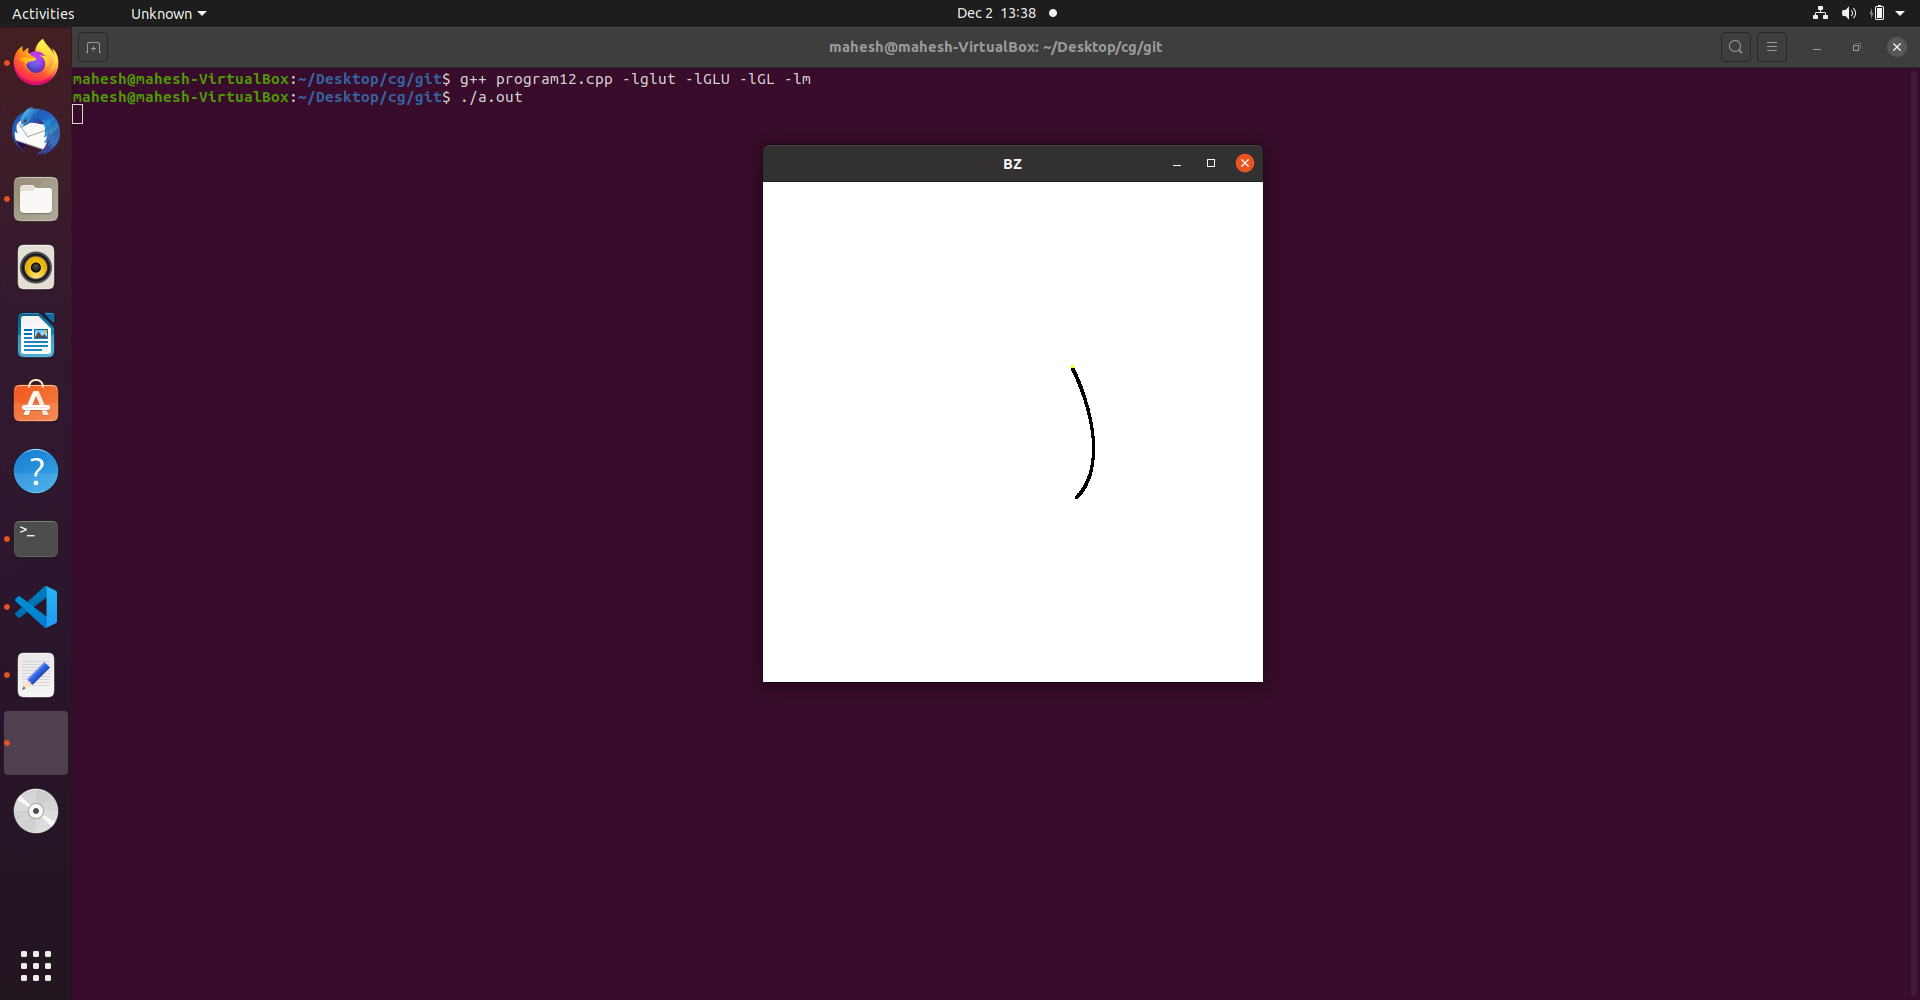 Activities
Unknown
Dec 2 13:38
mahesh@mahesh-VirtualBox: ~/Desktop/cg/git
mahesh@mahesh-VirtualBox:~/Desktop/cg/git$ g++ program12.cpp -lglut -lGLU -lGL -lm
mahesh@mahesh-VirtualBox:~/Desktop/cg/git$ ./a.out
BZ